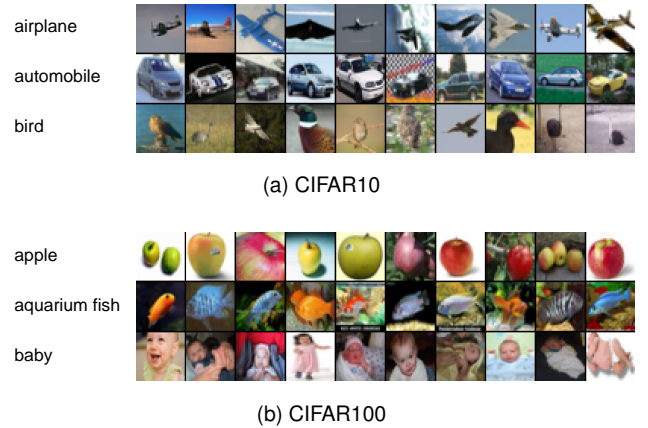 airplane
automobile
bird
(a) CIFAR10
apple
aquarium fish
baby
(b) CIFAR100